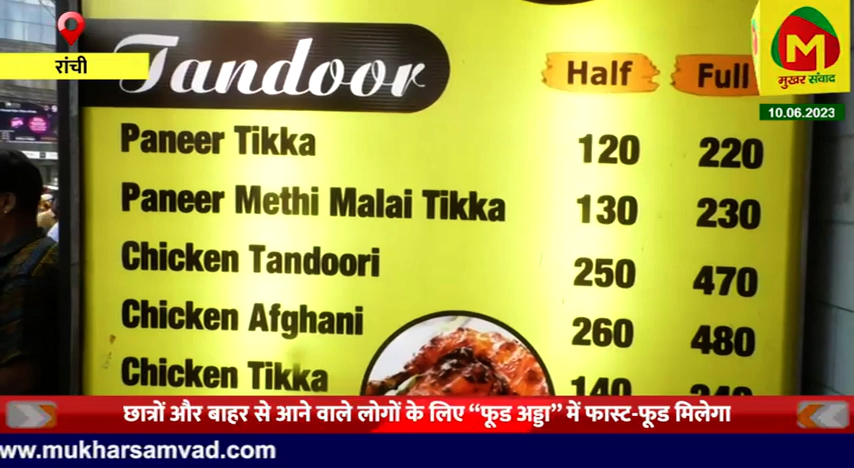 रांची
Tandoor
Half Full
M
मुखर संवाद
10.06.2023
Paneer Tikka 120 220
Paneer Methi Malai Tikka 130 230
Chicken Tandoori 250 470
Chicken Afghani 260 480
Chicken Tikka 140
छात्रों और बाहर से आने वाले लोगों के लिए “फूड अड्डा” में फास्ट-फूड मिलेगा
www.mukharsamvad.com